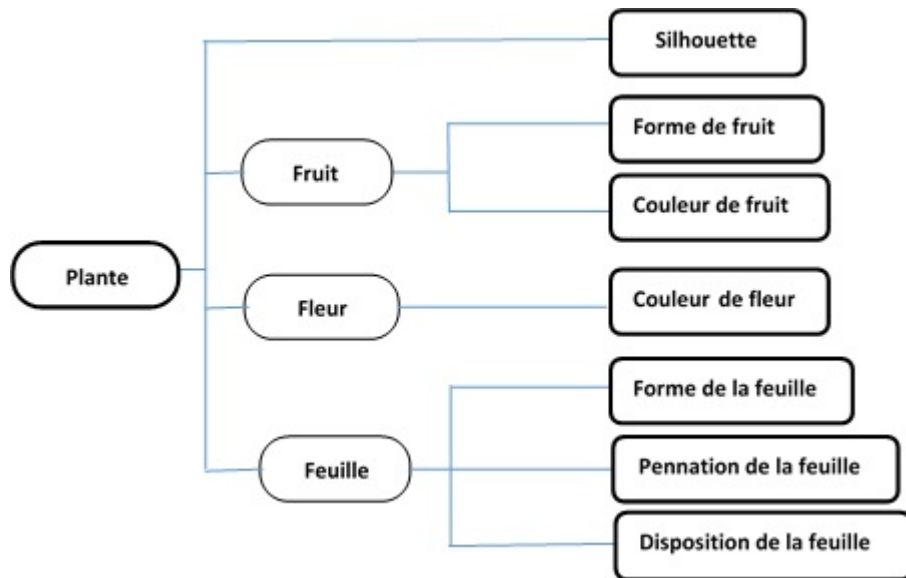 Silhouette
Forme de fruit
Fruit
Couleur de fruit
Plante
Fleur
Couleur de fleur
Forme de la feuille
Feuille
Pennation de la feuille
Disposition de la feuille